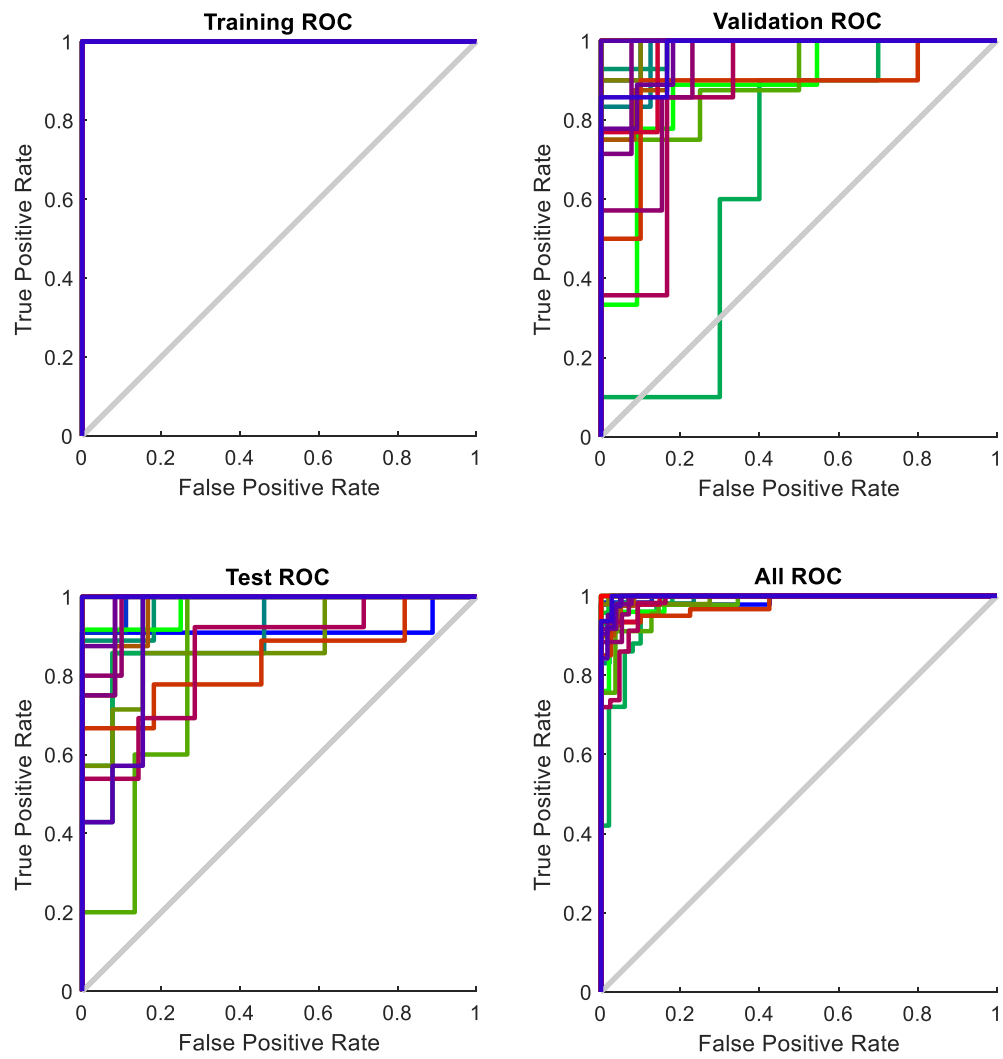 Training ROC
1
0.8
0.6
0.4
0.2
0
True Positive Rate
0 0.2 0.4 0.6 0.8 1
False Positive Rate
Validation ROC
1
0.8
0.6
0.4
0.2
0
True Positive Rate
0 0.2 0.4 0.6 0.8 1
False Positive Rate
Test ROC
1
0.8
0.6
0.4
0.2
0
True Positive Rate
0 0.2 0.4 0.6 0.8 1
False Positive Rate
All ROC
1
0.8
0.6
0.4
0.2
0
True Positive Rate
0 0.2 0.4 0.6 0.8 1
False Positive Rate